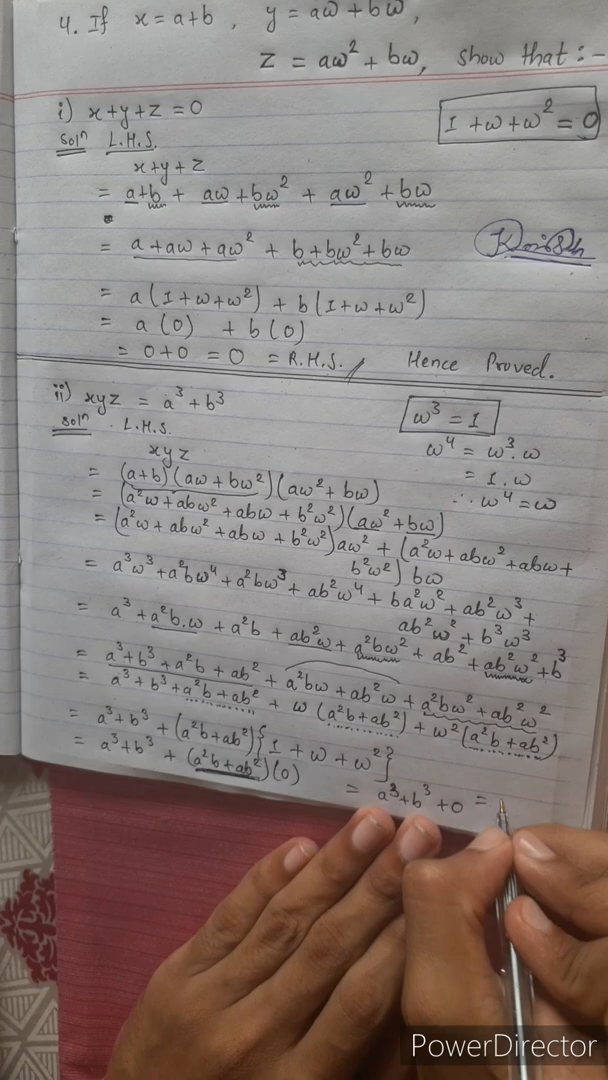 4. If x = a+b , y = aω + bω,
z = aω² + bω, show that :-
i) x+y+z = 0
1 + ω + ω² = 0
Solⁿ L.H.S.
x+y+z
= a+b + aω + bω² + aω² + bω
= a + aω + aω² + b + bω² + bω
= a(1+ω+ω²) + b(1+ω+ω²)
= a(0) + b(0)
= 0+0 = 0 = R.H.S. Hence Proved.
ii) xyz = a³ + b³
ω³ = 1
Solⁿ . L.H.S.
ω⁴ = ω³.ω
= 1.ω
∴ ω⁴ = ω
xyz
= (a+b)(aω + bω²)(aω² + bω)
= (a²ω + abω² + abω + b²ω²)(aω² + bω)
= (a²ω + abω² + abω + b²ω²)aω² + (a²ω + abω² + abω +
b²ω²) bω
= a³ω³ + a²bω⁴ + a²bω³ + ab²ω⁴ + ba²ω² + ab²ω³ +
ab²ω² + b³ω³
= a³ + a²b.ω + a²b + ab²ω + a²bω² + ab² + ab²ω² + b³
= a³ + b³ + a²b + ab² + a²bω + ab²ω + a²bω² + ab²ω²
= a³ + b³ + a²b + ab² + ω(a²b + ab²) + ω²(a²b + ab²)
= a³ + b³ + (a²b + ab²){1 + ω + ω²}
= a³ + b³ + (a²b + ab²)(0)
= a³ + b³ + 0 =
PowerDirector